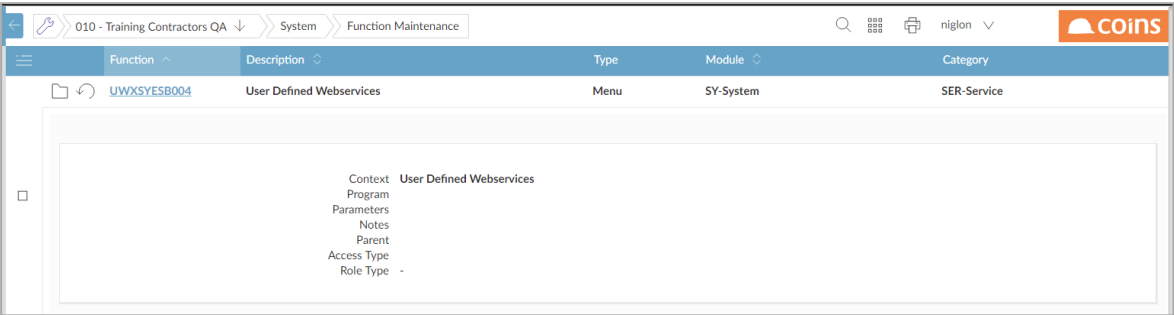 010 - Training Contractors QA System Function Maintenance niglon coins
Function Description Type Module Category
UWXSYESB004 User Defined Webservices Menu SY-System SER-Service
Context User Defined Webservices
Program
Parameters
Notes
Parent
Access Type
Role Type -